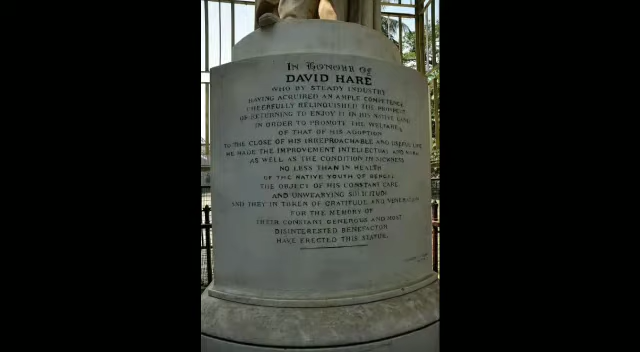 IN HONOUR OF
DAVID HARE
WHO BY STEADY INDUSTRY
HAVING ACQUIRED AN AMPLE COMPETENCE
CHEERFULLY RELINQUISHED THE PROSPECT
OF RETURNING TO ENJOY IT IN HIS NATIVE LAND
IN ORDER TO PROMOTE THE WELFARE
OF THAT OF HIS ADOPTION
TO THE CLOSE OF HIS IRREPROACHABLE AND USEFUL LIFE
HE MADE THE IMPROVEMENT INTELLECTUAL AND MORAL
AS WELL AS THE CONDITION IN SICKNESS
NO LESS THAN IN HEALTH
OF THE NATIVE YOUTH OF BENGAL
THE OBJECT OF HIS CONSTANT CARE
AND UNWEARYING SOLICITUDE
AND THEY IN TOKEN OF GRATITUDE AND VENERATION
FOR THE MEMORY OF
THEIR CONSTANT GENEROUS AND MOST
DISINTERESTED BENEFACTOR
HAVE ERECTED THIS STATUE.